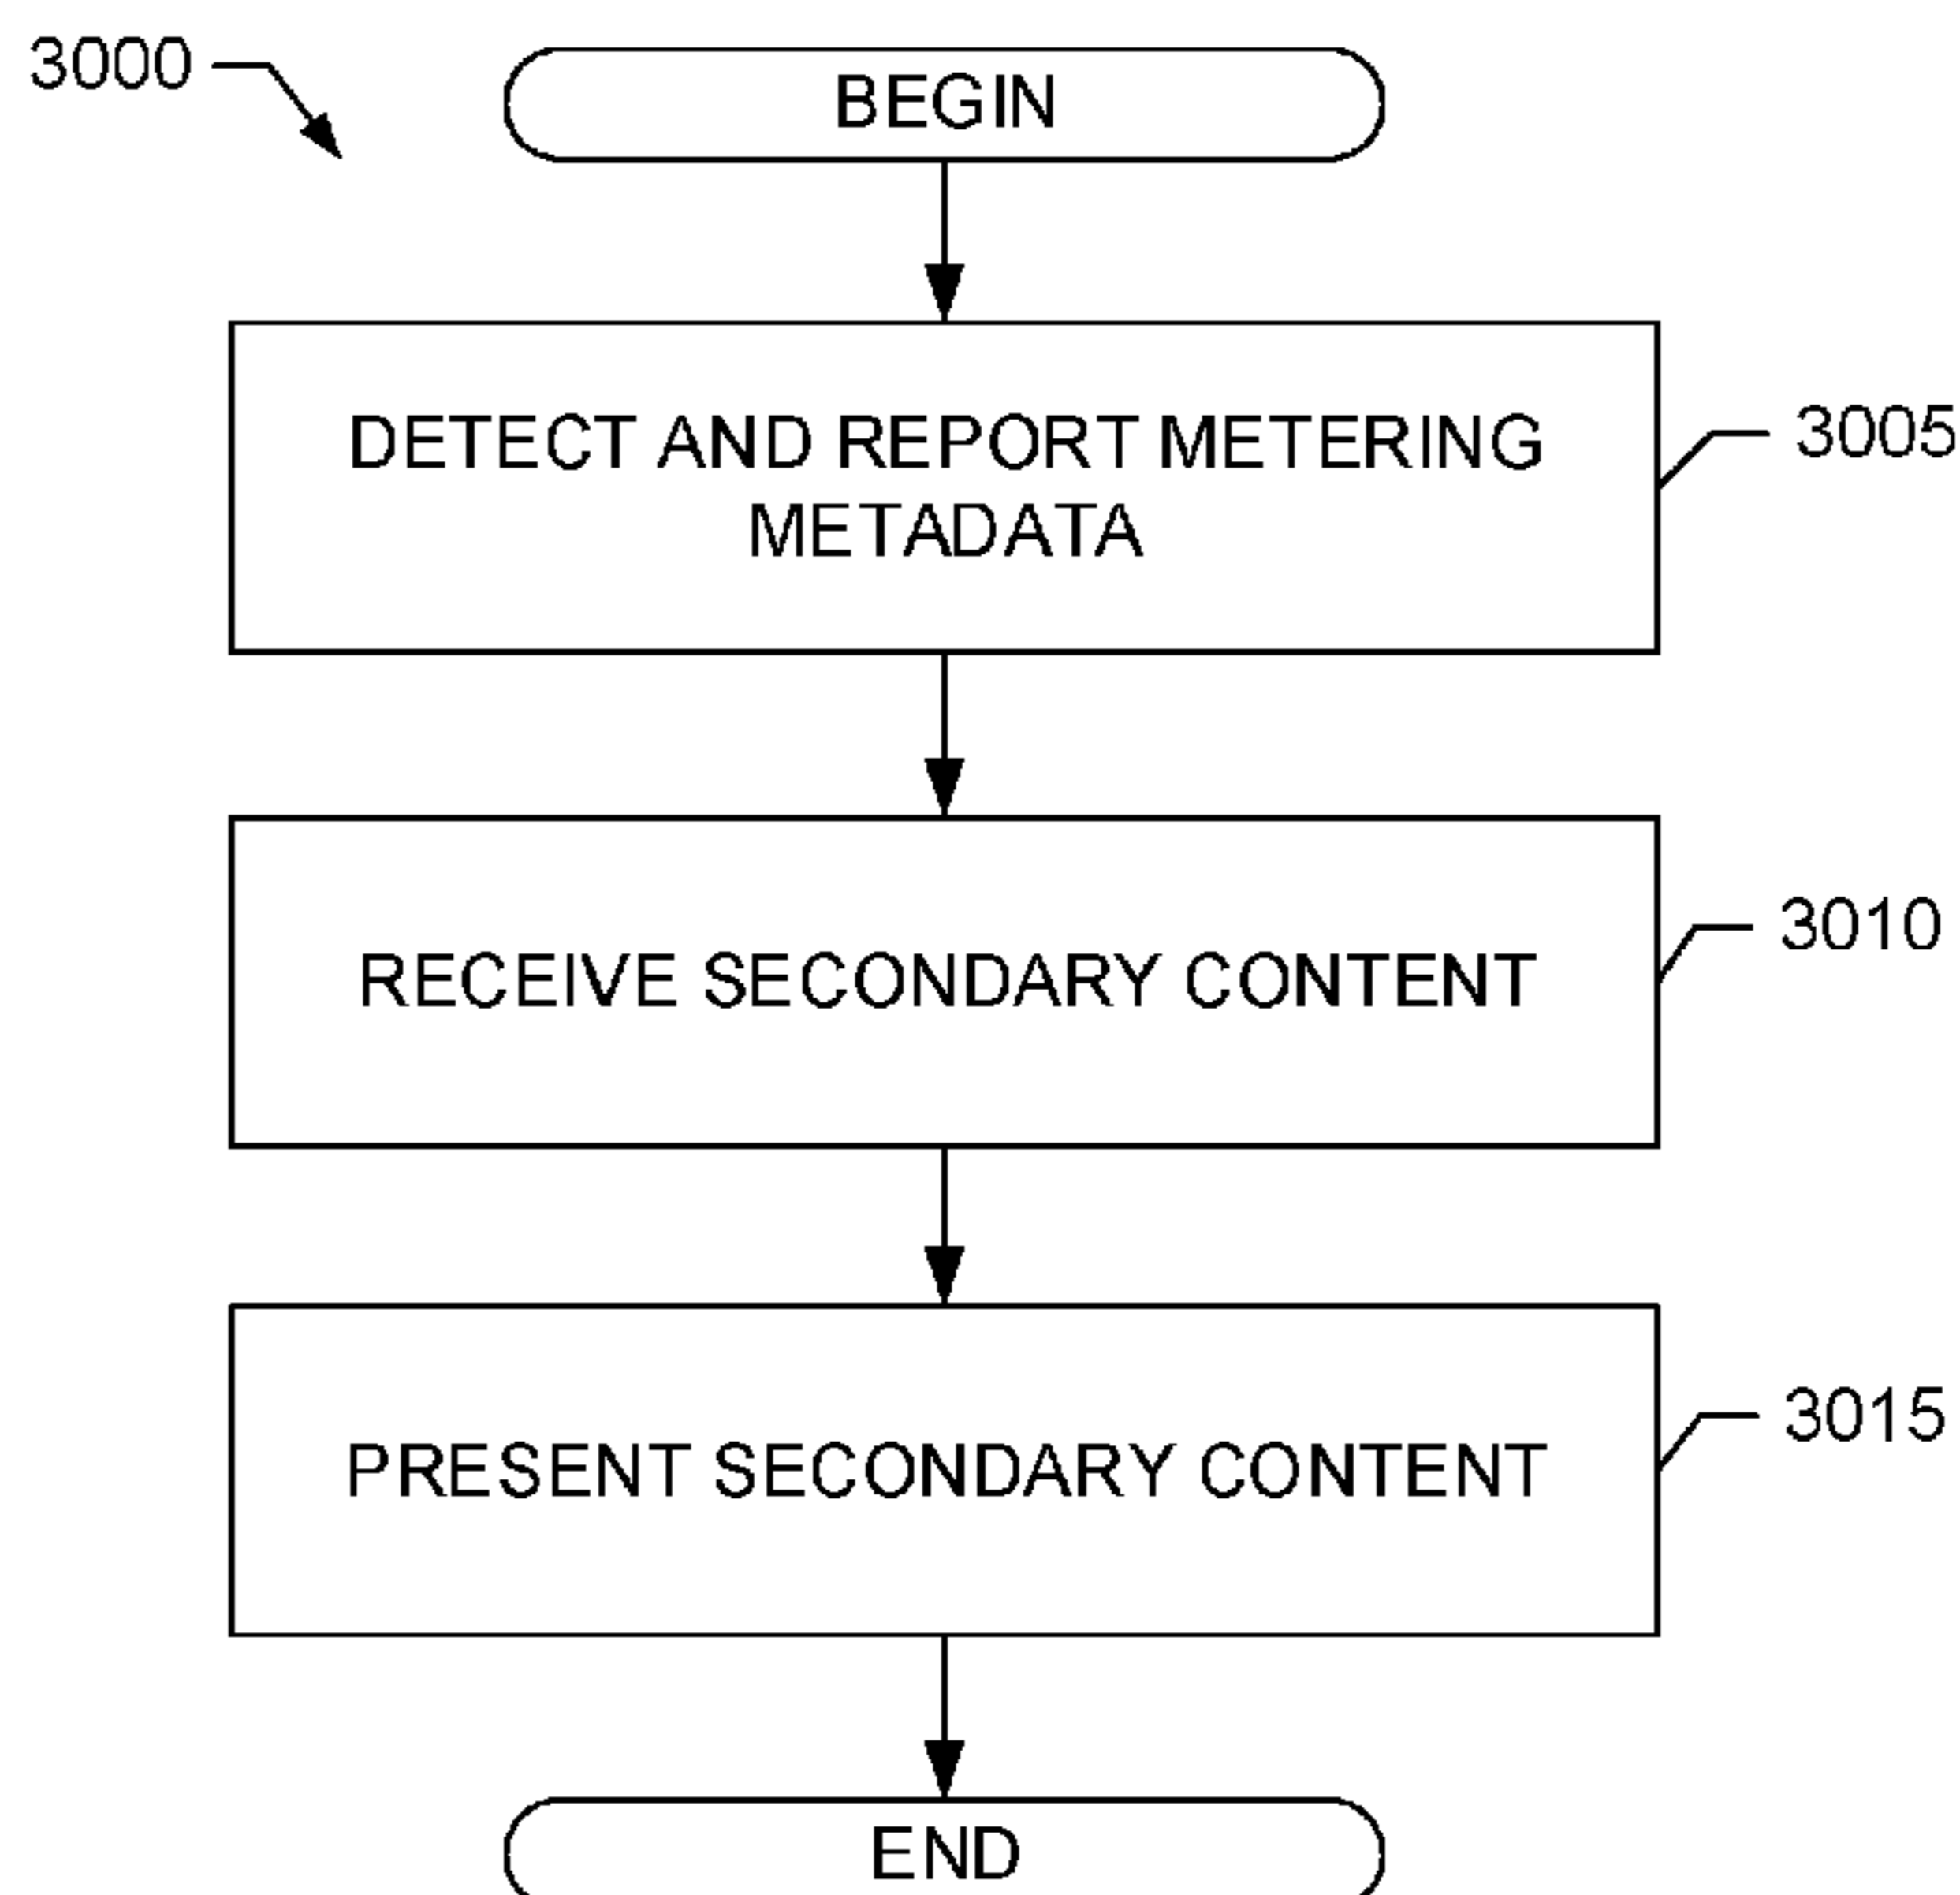 3000
BEGIN
DETECT AND REPORT METERING
METADATA
3005
RECEIVE SECONDARY CONTENT
3010
PRESENT SECONDARY CONTENT
3015
END